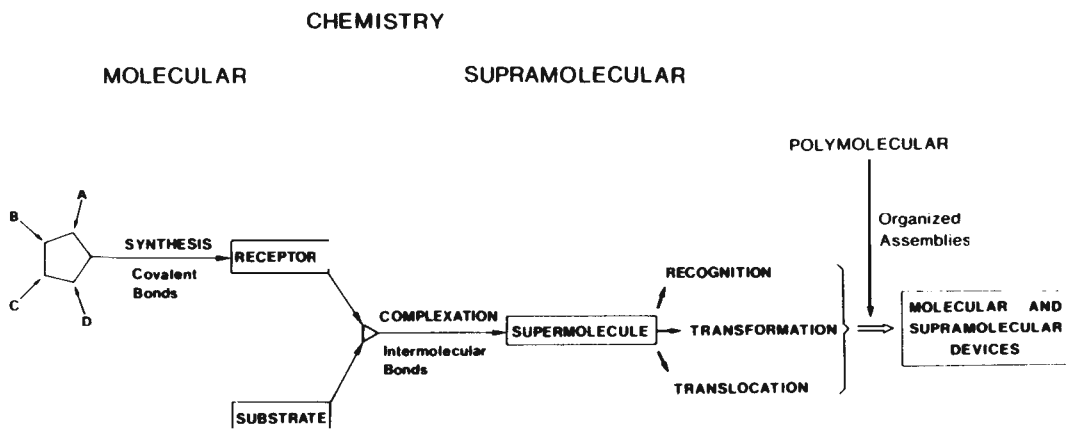 CHEMISTRY
MOLECULAR
SUPRAMOLECULAR
POLYMOLECULAR
A
B
SYNTHESIS
Covalent
Bonds
C
D
RECEPTOR
Organized
Assemblies
RECOGNITION
COMPLEXATION
Intermolecular
Bonds
SUPERMOLECULE
TRANSFORMATION
TRANSLOCATION
MOLECULAR AND
SUPRAMOLECULAR
DEVICES
SUBSTRATE